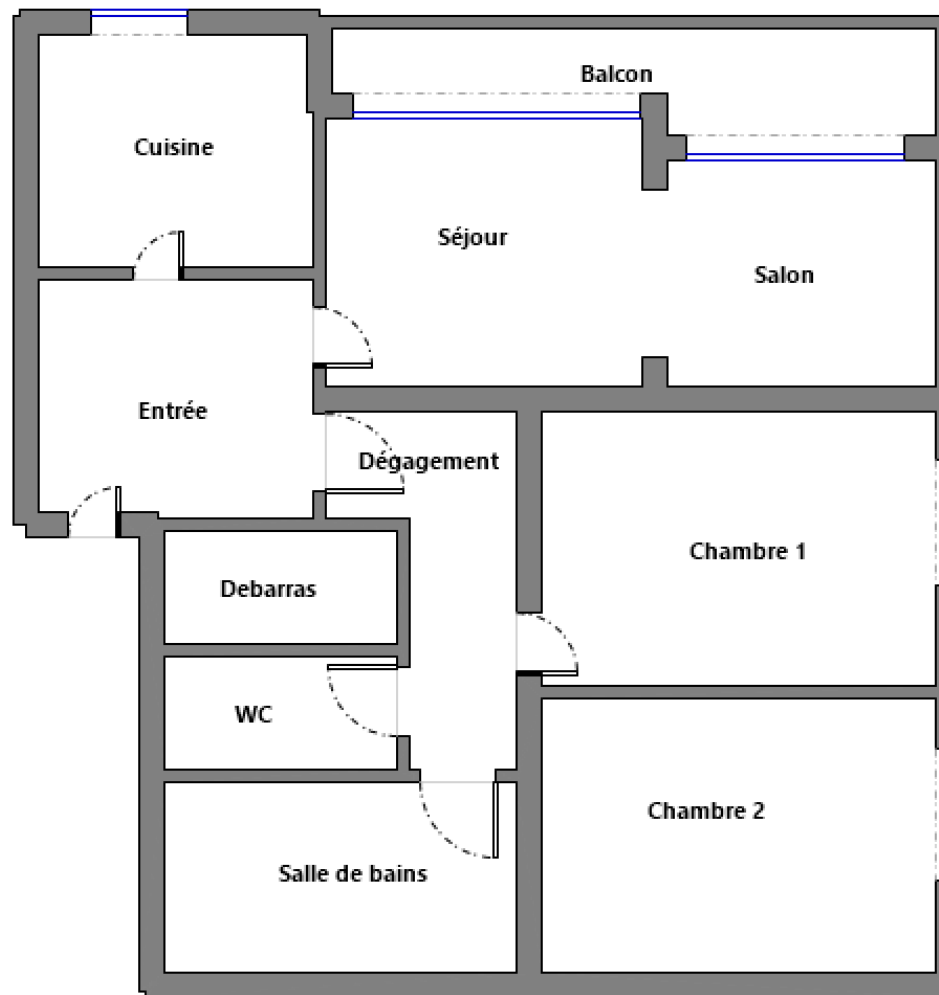 Balcon
Cuisine
Séjour
Salon
Entrée
Dégagement
Chambre 1
Debarras
WC
Chambre 2
Salle de bains